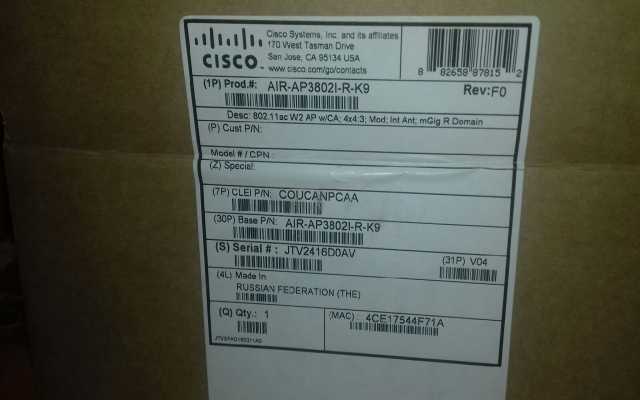 Cisco Systems, Inc. and its affiliates
170 West Tasman Drive
San Jose, CA 95134 USA
www.cisco.com/go/contacts
CISCO
8 82658 87815 2
(1P) Prod.#: AIR-AP3802I-R-K9
Rev:F0
Desc: 802.11ac W2 AP w/CA; 4x4:3; Mod; Int Ant; mGig R Domain
(P) Cust P/N:
Model # / CPN :
(Z) Special:
(7P) CLEI P/N: COUCANPCAA
(30P) Base P/N: AIR-AP3802I-R-K9
(S) Serial # : JTV2416D0AV
(31P) V04
(4L) Made In
RUSSIAN FEDERATION (THE)
(Q) Qty.: 1
(MAC) : 4CE17544F71A